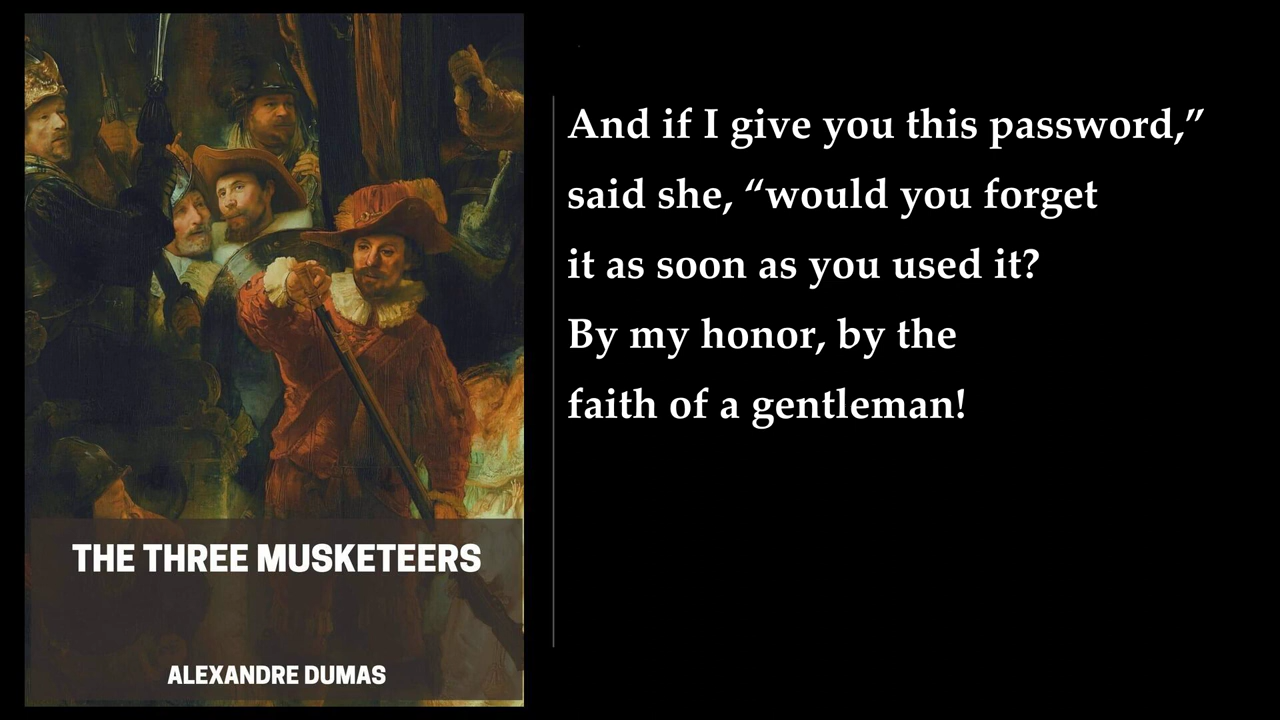 THE THREE MUSKETEERS
ALEXANDRE DUMAS
And if I give you this password,”
said she, “would you forget
it as soon as you used it?
By my honor, by the
faith of a gentleman!